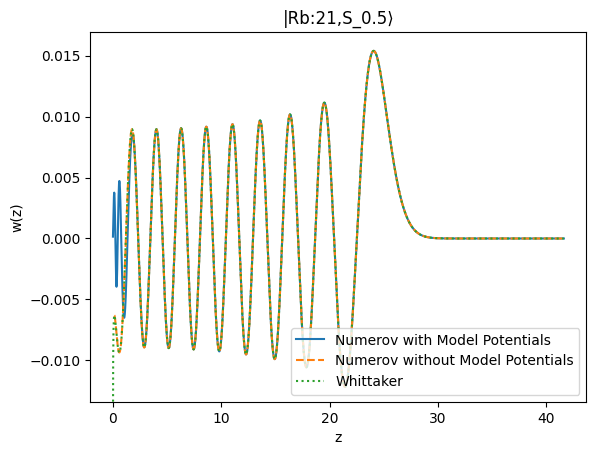 |Rb:21,S_0.5⟩
w(z)
0.015
0.010
0.005
0.000
−0.005
−0.010
Numerov with Model Potentials
Numerov without Model Potentials
Whittaker
0
10
20
30
40
z